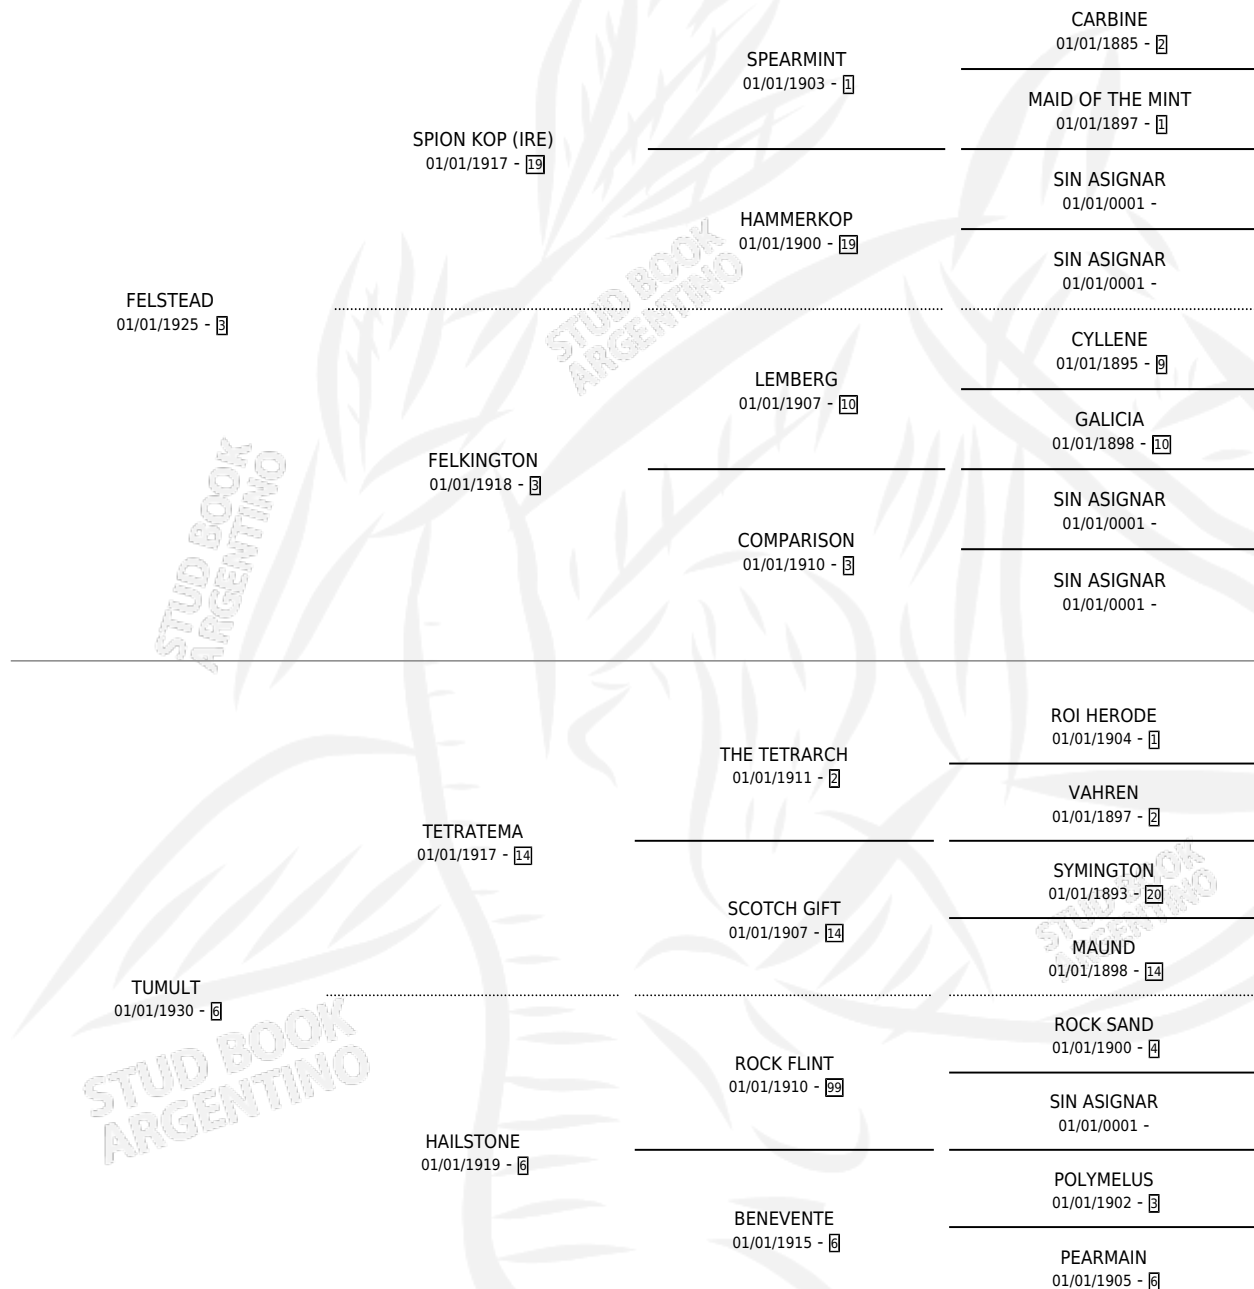 CARBINE
01/01/1885 - 2
SPEARMINT
01/01/1903 - 1
MAID OF THE MINT
01/01/1897 - 1
SPION KOP (IRE)
01/01/1917 - 19
SIN ASIGNAR
01/01/0001 -
HAMMERKOP
01/01/1900 - 19
SIN ASIGNAR
01/01/0001 -
FELSTEAD
01/01/1925 - 3
CYLLENE
01/01/1895 - 9
LEMBERG
01/01/1907 - 10
GALICIA
01/01/1898 - 10
FELKINGTON
01/01/1918 - 3
SIN ASIGNAR
01/01/0001 -
COMPARISON
01/01/1910 - 3
SIN ASIGNAR
01/01/0001 -
STUD BOOK
ARGENTINO
STUD BOOK
ARGENTINO
ROI HERODE
01/01/1904 - 1
THE TETRARCH
01/01/1911 - 2
VAHREN
01/01/1897 - 2
TETRATEMA
01/01/1917 - 14
SYMINGTON
01/01/1893 - 20
SCOTCH GIFT
01/01/1907 - 14
MAUND
01/01/1898 - 14
STUD BOOK
ARGENTINO
TUMULT
01/01/1930 - 6
ROCK SAND
01/01/1900 - 4
ROCK FLINT
01/01/1910 - 99
SIN ASIGNAR
01/01/0001 -
HAILSTONE
01/01/1919 - 6
POLYMELUS
01/01/1902 - 3
BENEVENTE
01/01/1915 - 6
PEARMAIN
01/01/1905 - 6
STUD BOOK
ARGENTINO